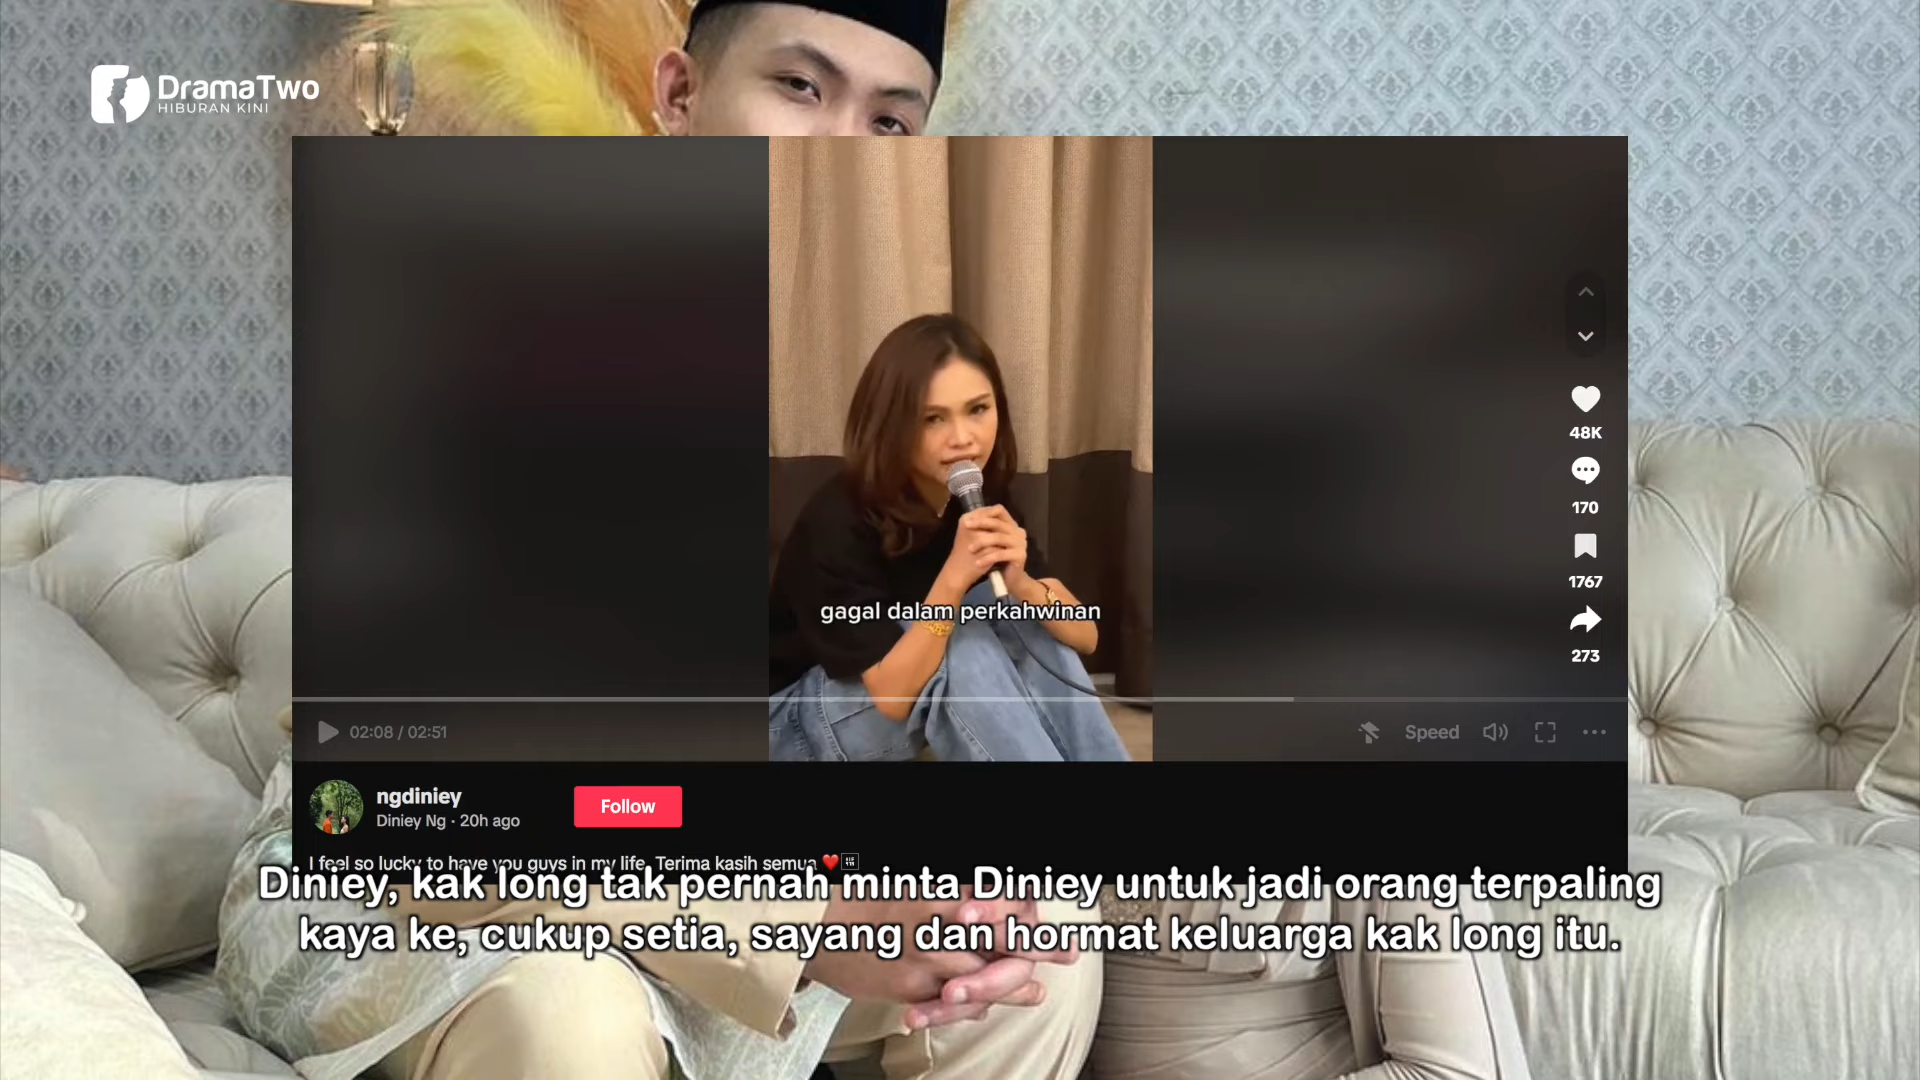 DramaTwo
HIBURAN KINI
48K
170
1767
273
gagal dalam perkahwinan
02:08 / 02:51
Speed
ngdiniey
Diniey Ng · 20h ago
Follow
I feel so lucky to have you guys in my life. Terima kasih semua ❤️
Diniey, kak long tak pernah minta Diniey untuk jadi orang terpaling
kaya ke, cukup setia, sayang dan hormat keluarga kak long itu.